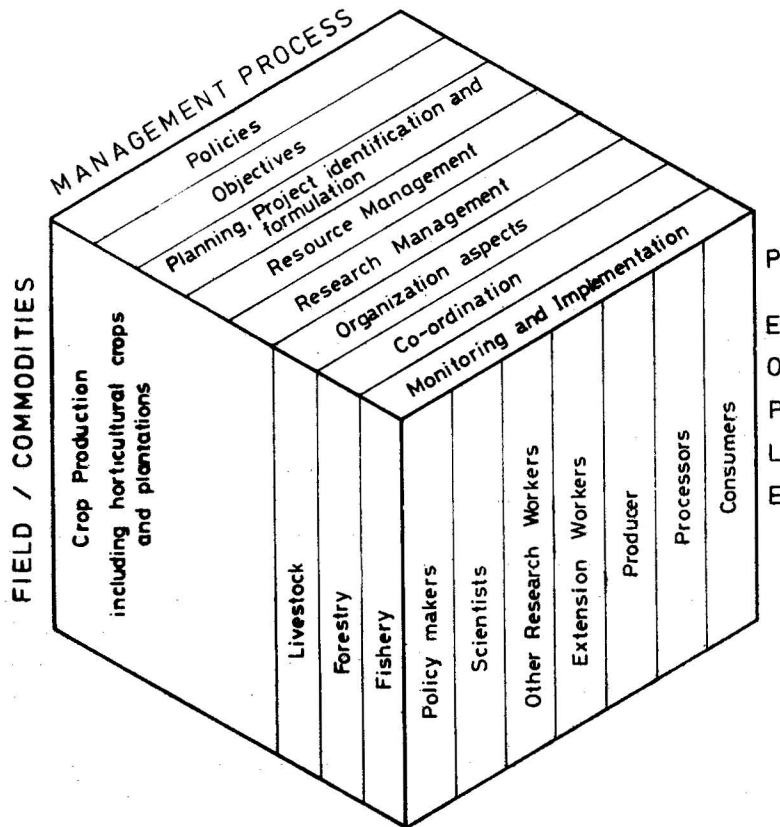 MANAGEMENT PROCESS
Policies
Objectives
Planning, Project identification and
formulation
Resource Management
Research Management
Organization aspects
Co-ordination
Monitoring and Implementation
FIELD / COMMODITIES
Crop Production
including horticultural crops
and plantations
Livestock
Forestry
Fishery
PEOPLE
Policy makers
Scientists
Other Research Workers
Extension Workers
Producer
Processors
Consumers